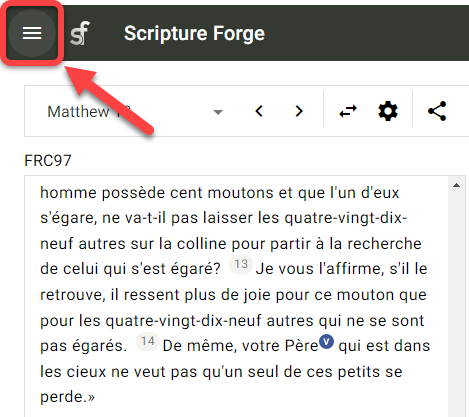 Scripture Forge
Matthew 18
FRC97
homme possède cent moutons et que l'un d'eux
s'égare, ne va-t-il pas laisser les quatre-vingt-dix-
neuf autres sur la colline pour partir à la recherche
de celui qui s'est égaré? 13 Je vous l'affirme, s'il le
retrouve, il ressent plus de joie pour ce mouton que
pour les quatre-vingt-dix-neuf autres qui ne se sont
pas égarés. 14 De même, votre Père v qui est dans
les cieux ne veut pas qu'un seul de ces petits se
perde.»